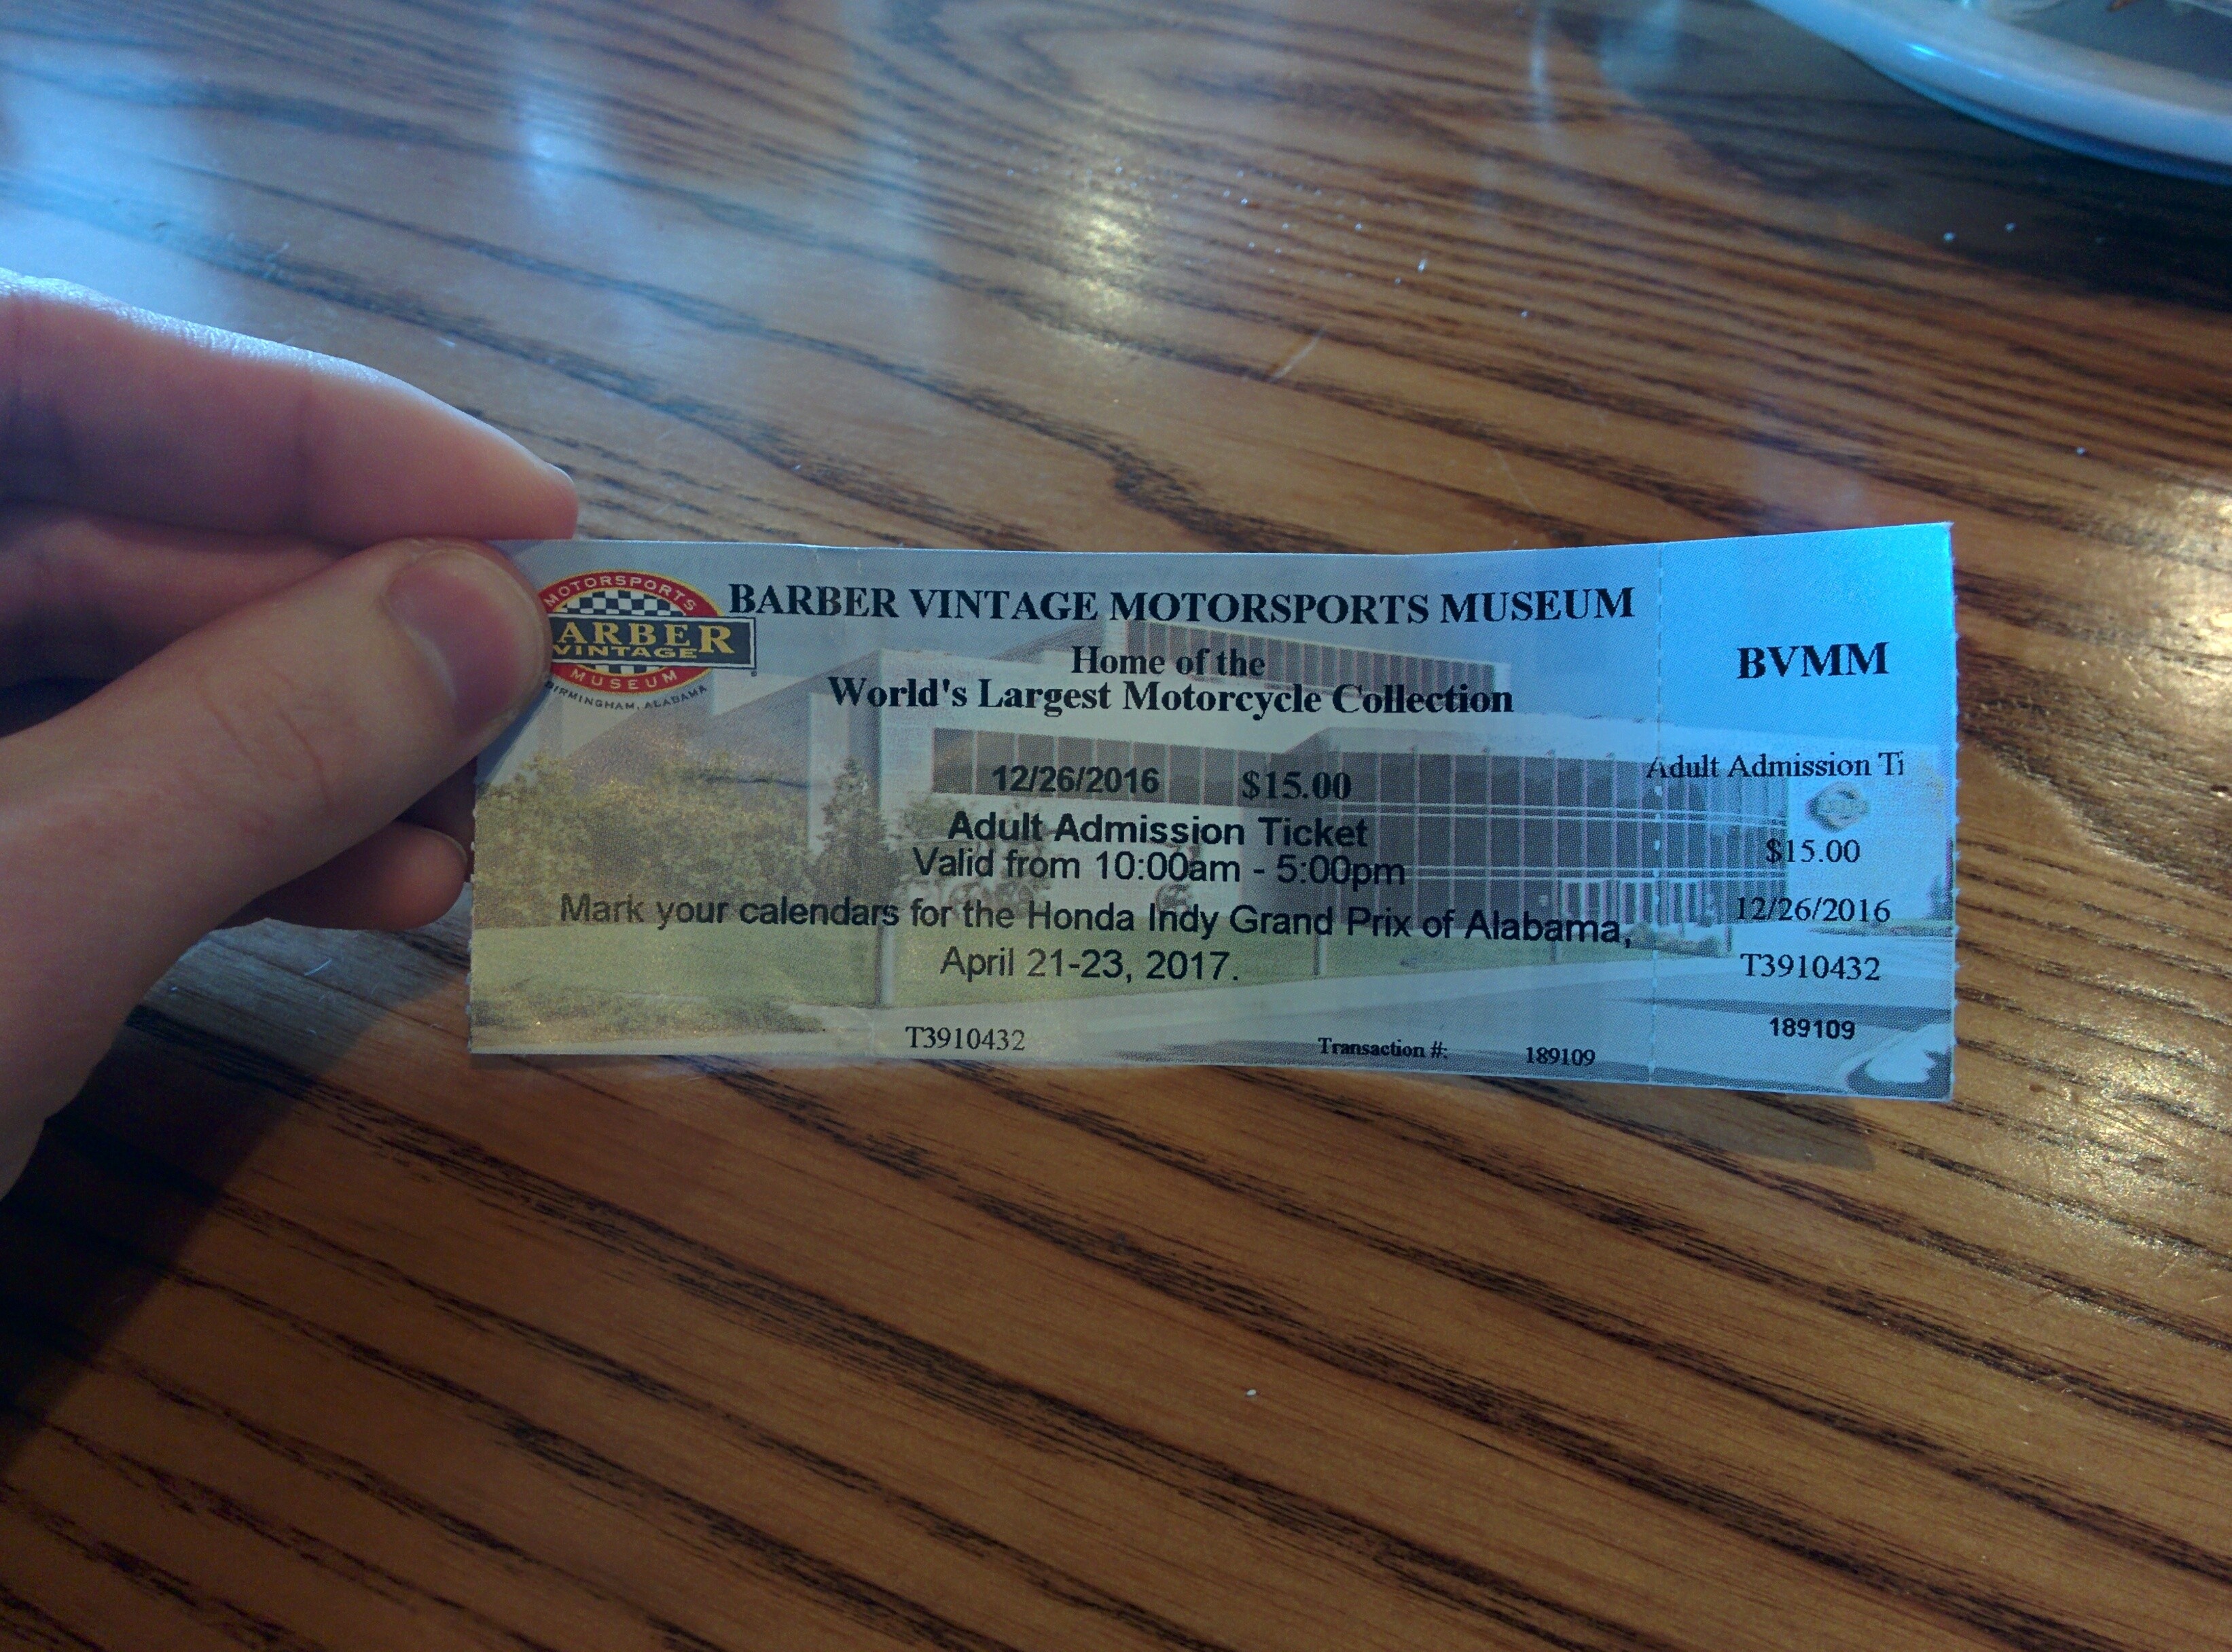 MOTORSPORTS
ARBER
VINTAGE
MUSEUM
BIRMINGHAM, ALABAMA
BARBER VINTAGE MOTORSPORTS MUSEUM
Home of the
World's Largest Motorcycle Collection
12/26/2016 $15.00
Adult Admission Ticket
Valid from 10:00am - 5:00pm
Mark your calendars for the Honda Indy Grand Prix of Alabama,
April 21-23, 2017.
T3910432 Transaction #: 189109
BVMM
Adult Admission Ti
$15.00
12/26/2016
T3910432
189109